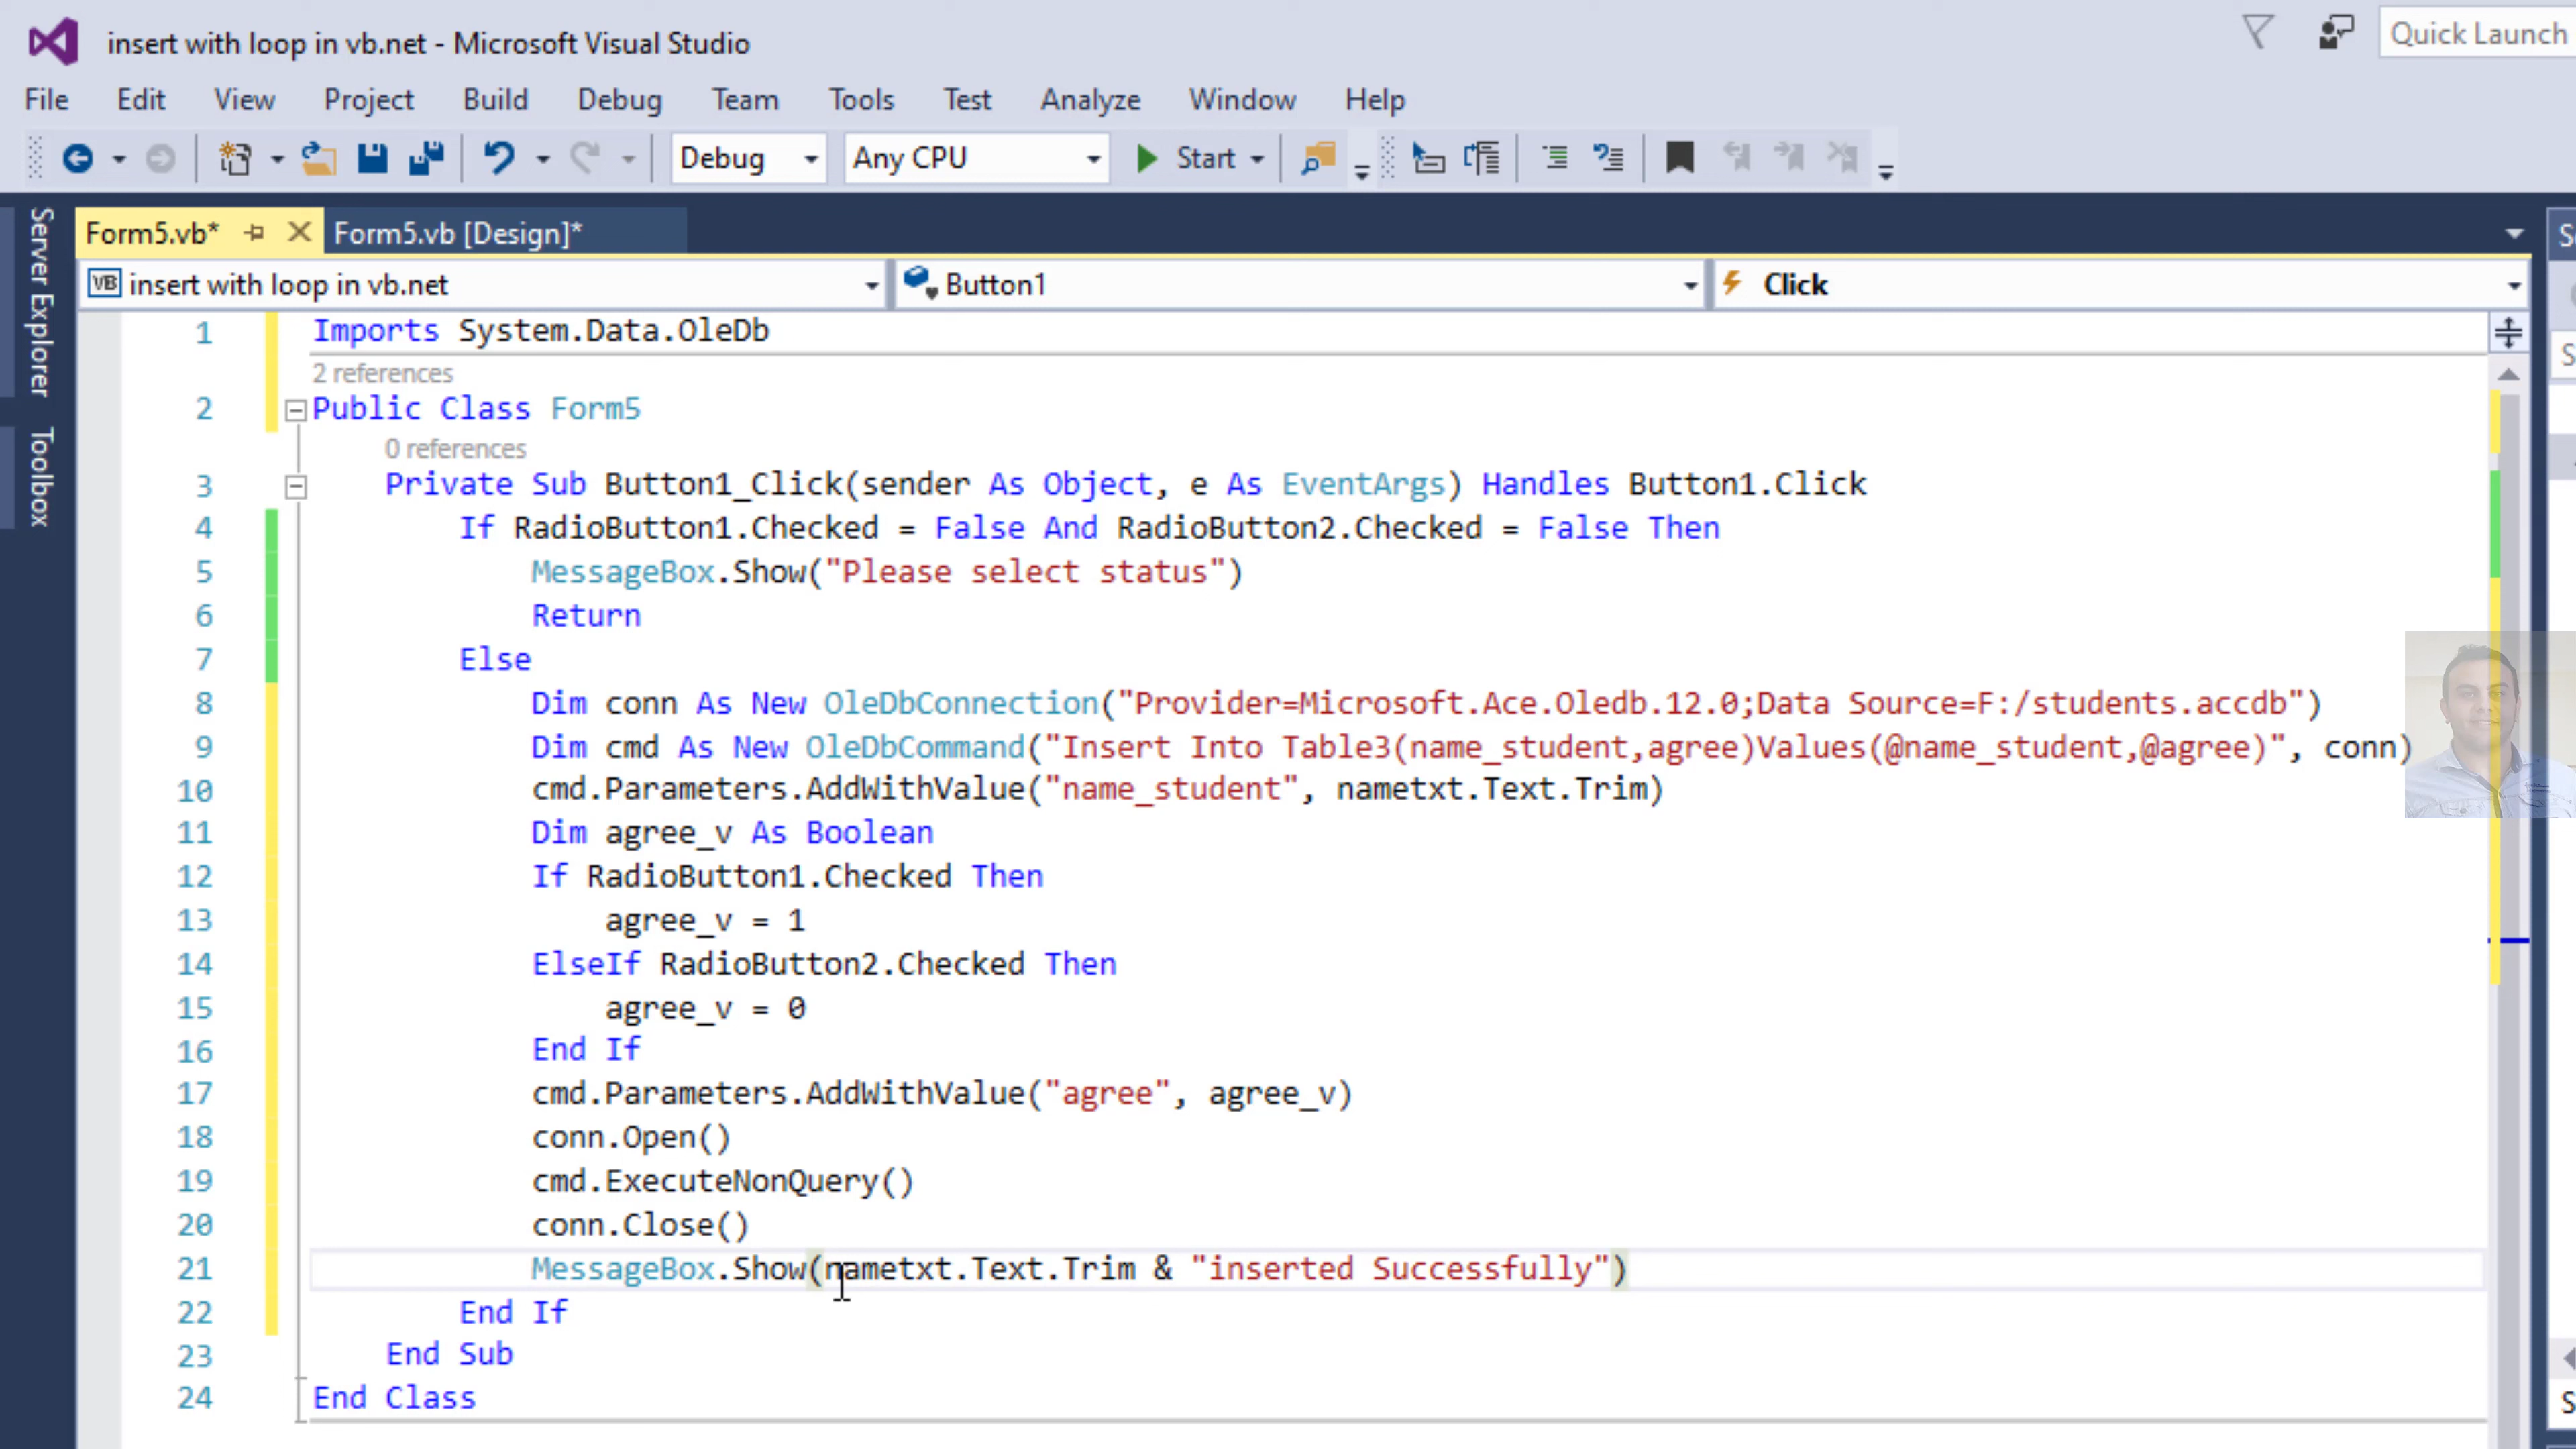 insert with loop in vb.net - Microsoft Visual Studio
Quick Launch
File Edit View Project Build Debug Team Tools Test Analyze Window Help
Debug Any CPU Start
Server Explorer
Toolbox
Form5.vb* Form5.vb [Design]*
VB insert with loop in vb.net Button1 Click
1 Imports System.Data.OleDb
2 references
2 Public Class Form5
0 references
3 Private Sub Button1_Click(sender As Object, e As EventArgs) Handles Button1.Click
4 If RadioButton1.Checked = False And RadioButton2.Checked = False Then
5 MessageBox.Show("Please select status")
6 Return
7 Else
8 Dim conn As New OleDbConnection("Provider=Microsoft.Ace.Oledb.12.0;Data Source=F:/students.accdb")
9 Dim cmd As New OleDbCommand("Insert Into Table3(name_student,agree)Values(@name_student,@agree)", conn)
10 cmd.Parameters.AddWithValue("name_student", nametxt.Text.Trim)
11 Dim agree_v As Boolean
12 If RadioButton1.Checked Then
13 agree_v = 1
14 ElseIf RadioButton2.Checked Then
15 agree_v = 0
16 End If
17 cmd.Parameters.AddWithValue("agree", agree_v)
18 conn.Open()
19 cmd.ExecuteNonQuery()
20 conn.Close()
21 MessageBox.Show(nametxt.Text.Trim & "inserted Successfully")
22 End If
23 End Sub
24 End Class